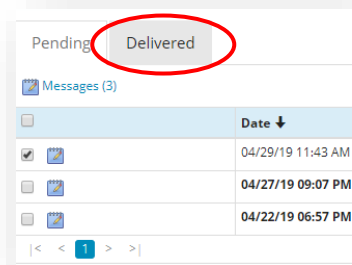 Pending Delivered
Messages (3)
Date ↓
04/29/19 11:43 AM
04/27/19 09:07 PM
04/22/19 06:57 PM
|< < 1 > >|